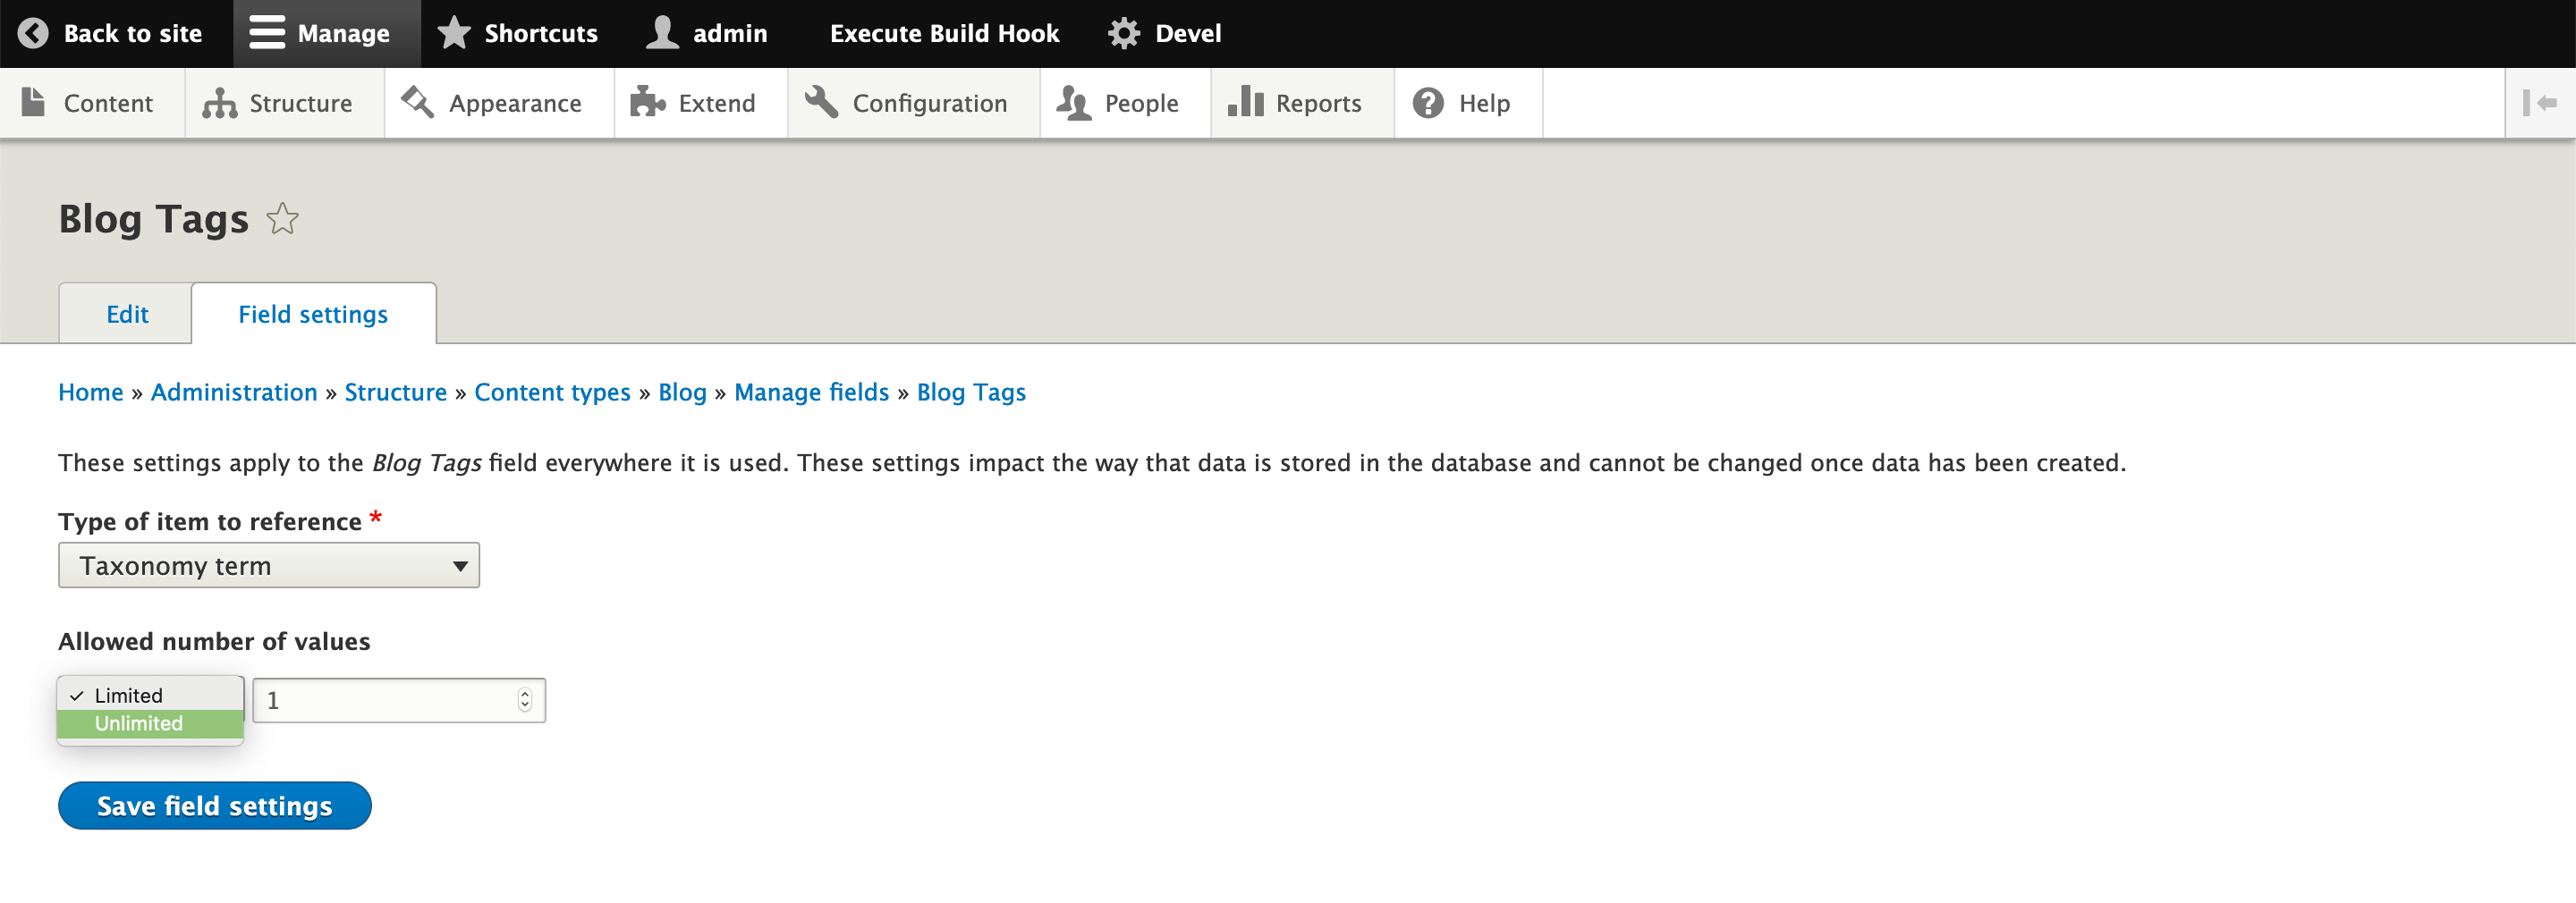 Back to site Manage Shortcuts admin Execute Build Hook Devel
Content Structure Appearance Extend Configuration People Reports Help
Blog Tags
Edit Field settings
Home » Administration » Structure » Content types » Blog » Manage fields » Blog Tags
These settings apply to the Blog Tags field everywhere it is used. These settings impact the way that data is stored in the database and cannot be changed once data has been created.
Type of item to reference *
Taxonomy term
Allowed number of values
✓ Limited 1
Unlimited
Save field settings